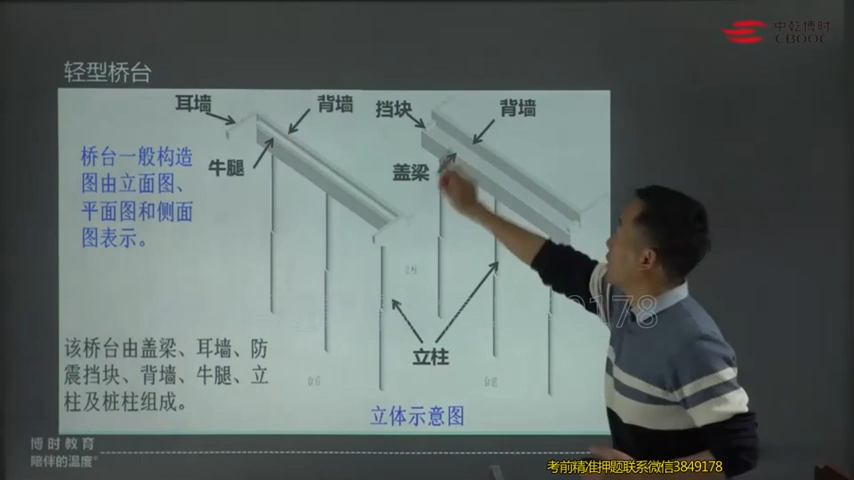 中乾博时
CBOOC
轻型桥台
耳墙
背墙
挡块
背墙
牛腿
盖梁
桥台一般构造
图由立面图、
平面图和侧面
图表示。
立柱
该桥台由盖梁、耳墙、防
震挡块、背墙、牛腿、立
柱及桩柱组成。
立体示意图
博时教育
陪伴的温度
考前精准押题联系微信3849178